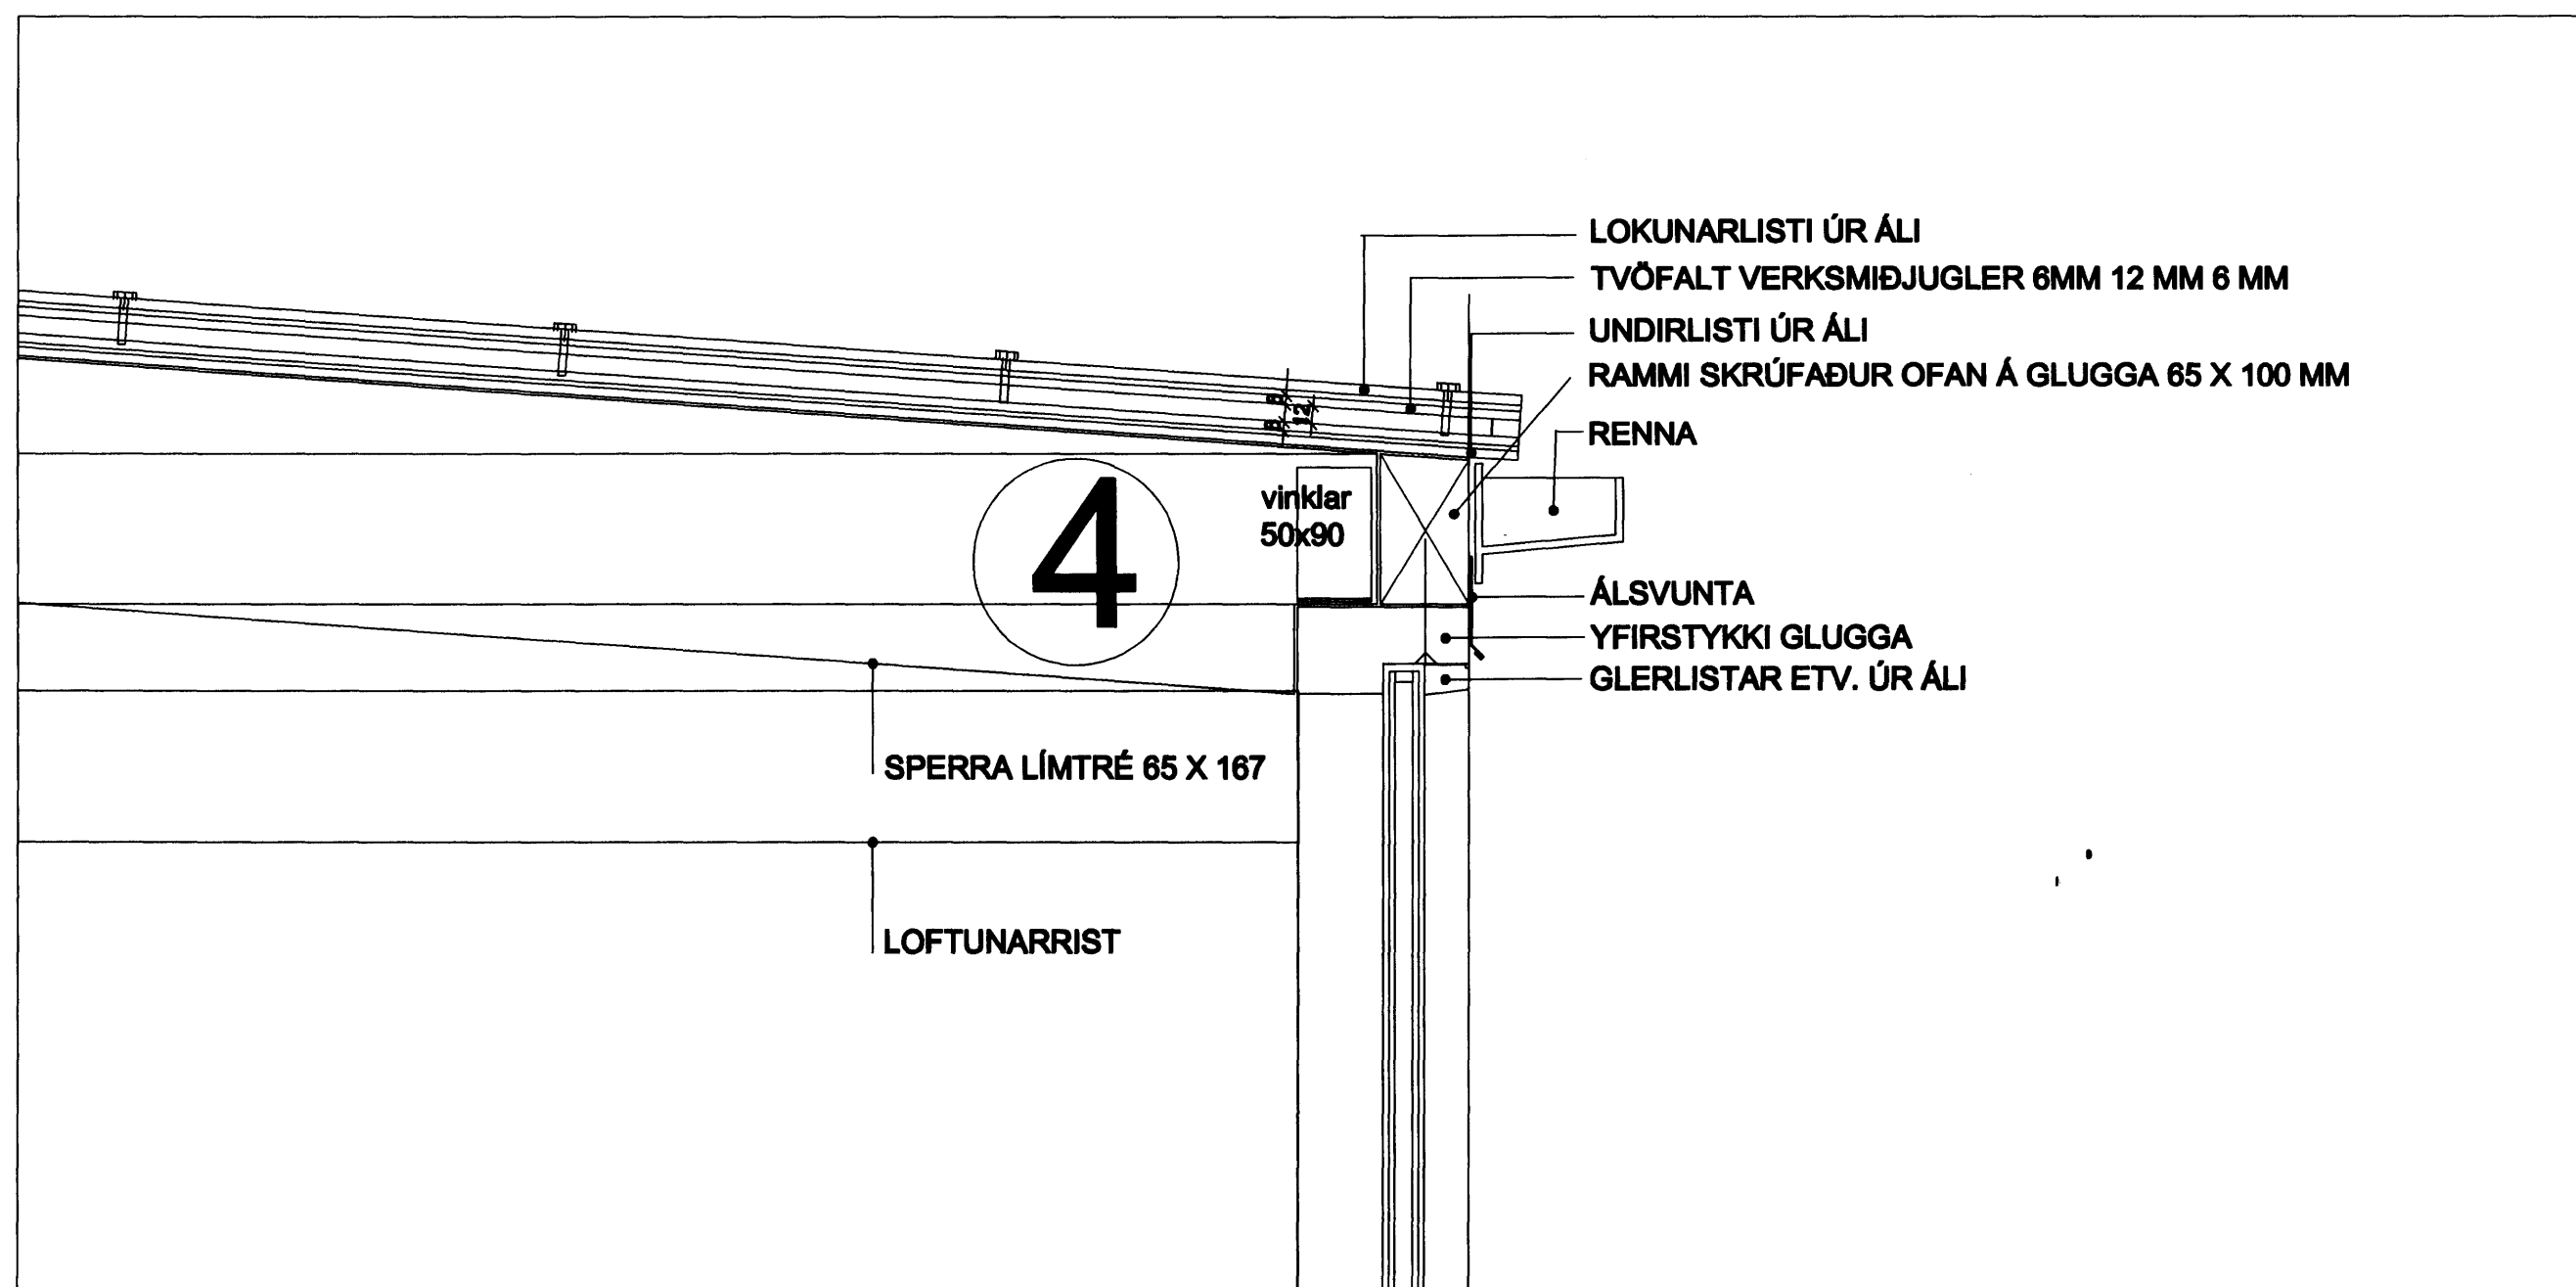 LOKUNARLISTI ÚR ÁLI
TVÖFALT VERKSMIÐJUGLER 6MM 12 MM 6 MM
UNDIRLISTI ÚR ÁLI
RAMMI SKRÚFAÐUR OFAN Á GLUGGA 65 X 100 MM
RENNA
12
4
vinklar
50x90
ÁLSVUNTA
YFIRSTYKKI GLUGGA
GLERLISTAR ETV. ÚR ÁLI
SPERRA LÍMTRÉ 65 X 167
LOFTUNARRIST